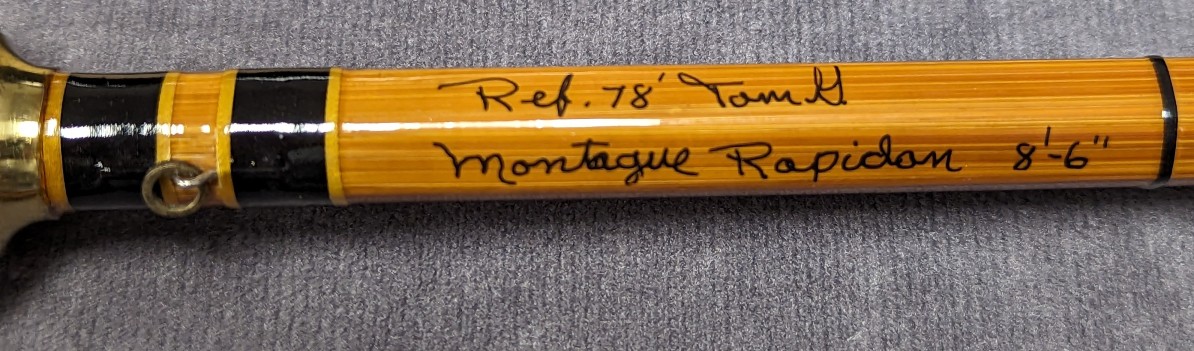 Ref. 78' Tom G.
Montague Rapidan 8'-6"